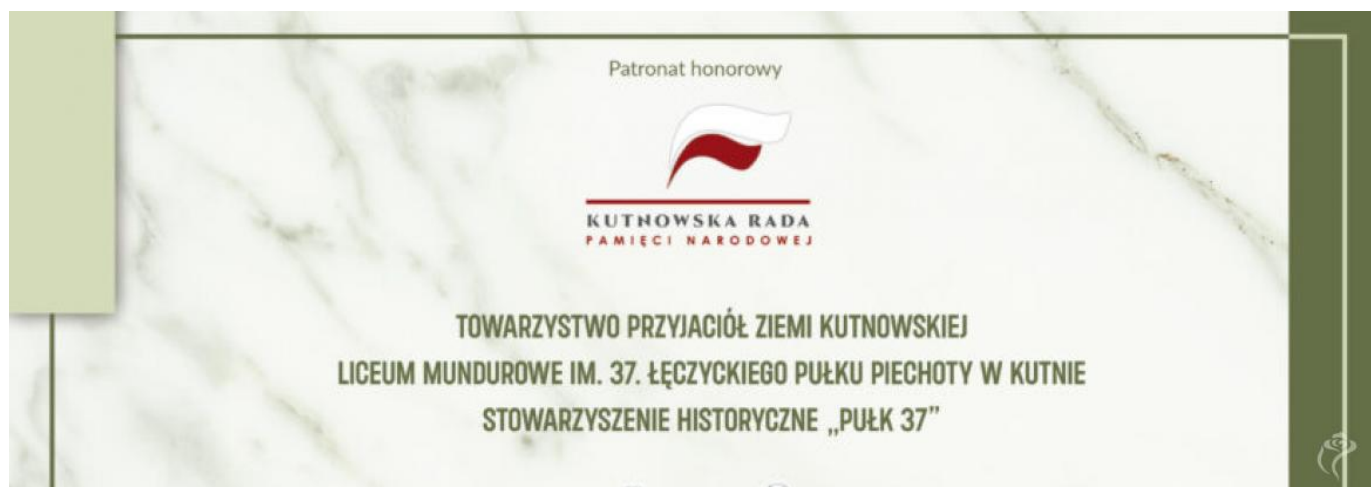 Patronat honorowy
KUTNOWSKA RADA
PAMIĘCI NARODOWEJ
TOWARZYSTWO PRZYJACIÓŁ ZIEMI KUTNOWSKIEJ
LICEUM MUNDUROWE IM. 37. ŁĘCZYCKIEGO PUŁKU PIECHOTY W KUTNIE
STOWARZYSZENIE HISTORYCZNE „PUŁK 37”